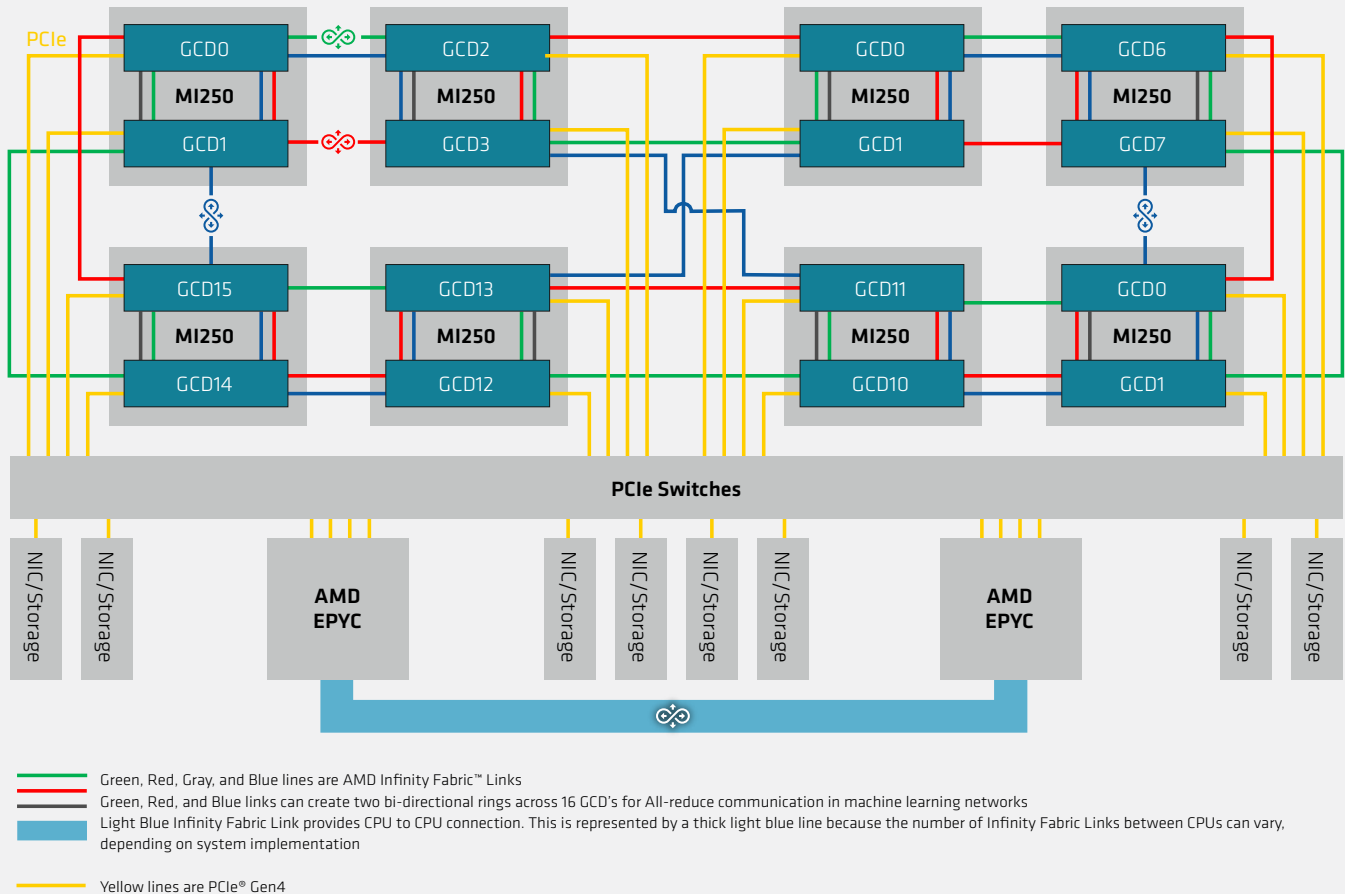 PCIe
GCD0
GCD2
GCD0
GCD6
MI250
MI250
MI250
MI250
GCD1
GCD3
GCD1
GCD7
GCD15
GCD13
GCD11
GCD0
MI250
MI250
MI250
MI250
GCD14
GCD12
GCD10
GCD1
PCIe Switches
NIC/Storage
NIC/Storage
AMD
EPYC
NIC/Storage
NIC/Storage
NIC/Storage
NIC/Storage
AMD
EPYC
NIC/Storage
NIC/Storage
Green, Red, Gray, and Blue lines are AMD Infinity Fabric™ Links
Green, Red, and Blue links can create two bi-directional rings across 16 GCD's for All-reduce communication in machine learning networks
Light Blue Infinity Fabric Link provides CPU to CPU connection. This is represented by a thick light blue line because the number of Infinity Fabric Links between CPUs can vary,
depending on system implementation
Yellow lines are PCIe® Gen4